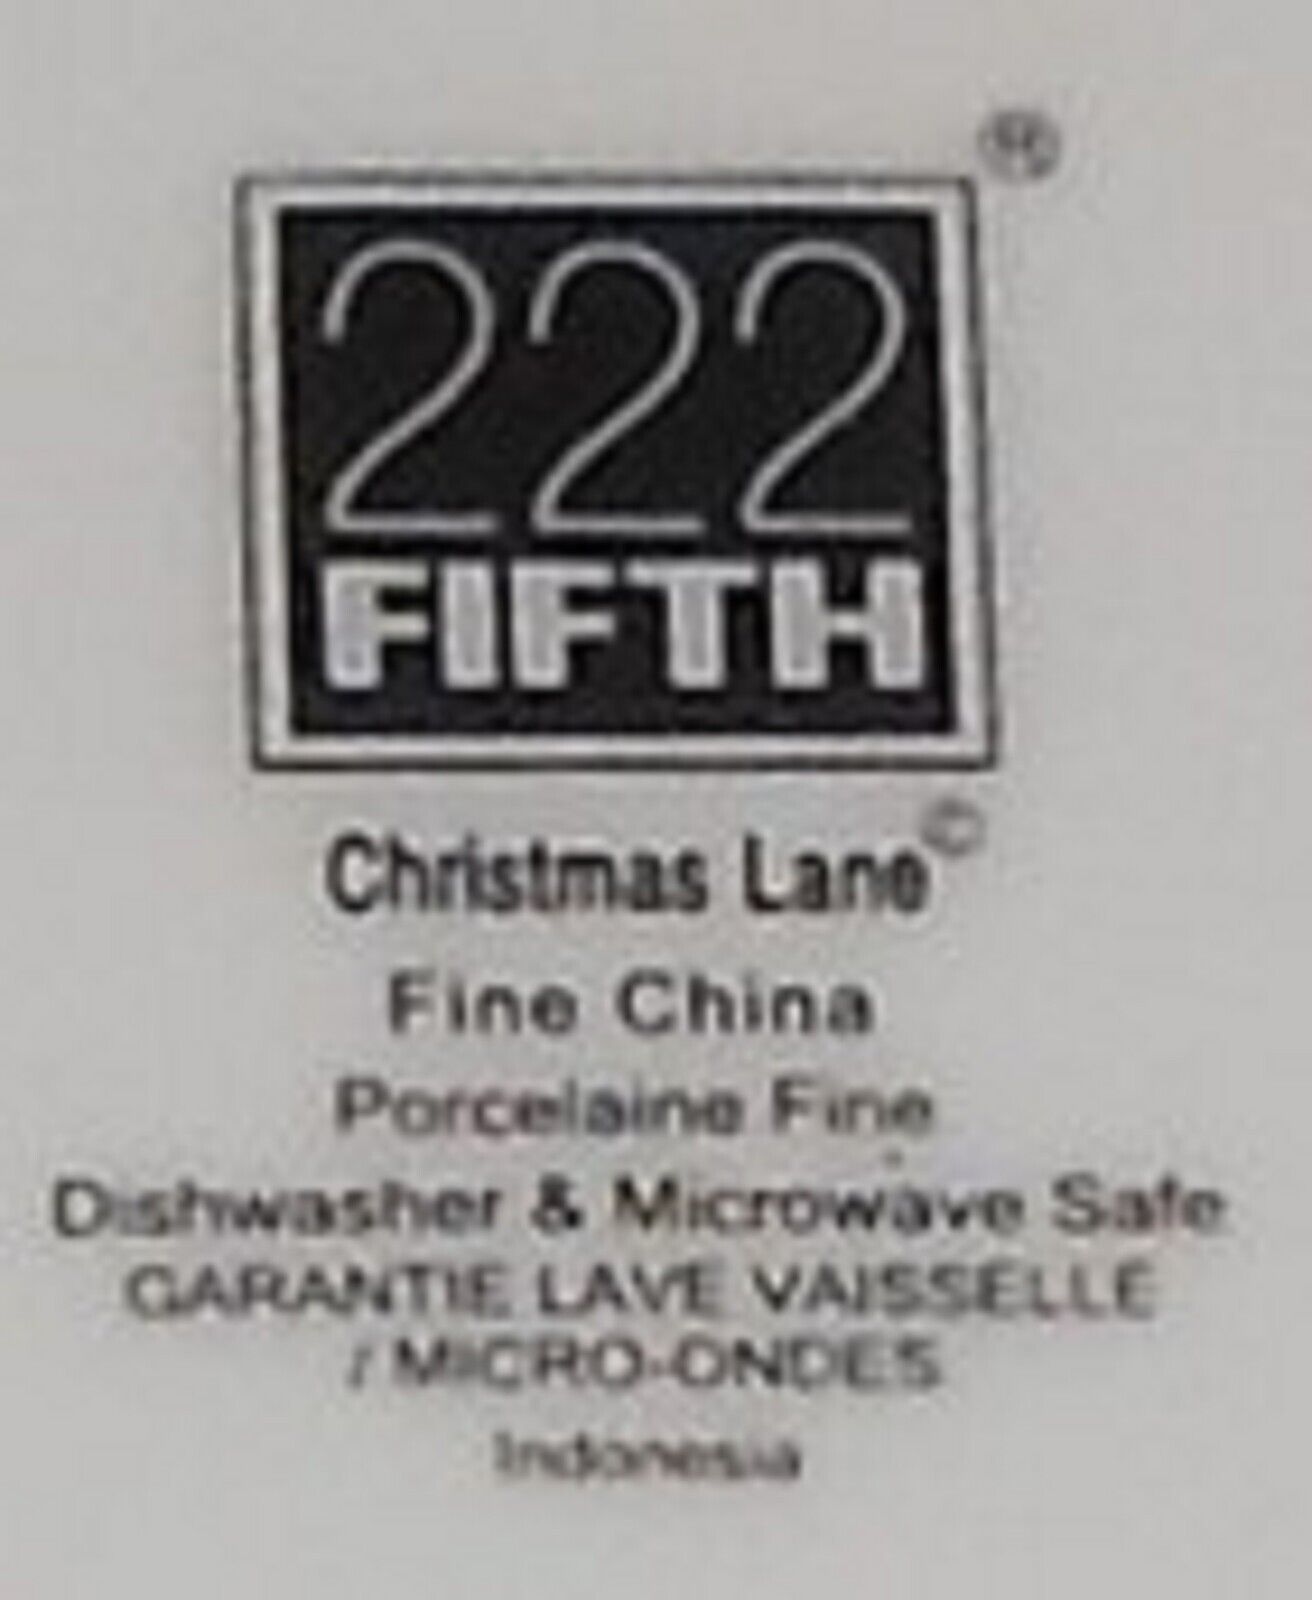 ®
222
FIFTH
Christmas Lane©
Fine China
Porcelaine Fine
Dishwasher & Microwave Safe
GARANTIE LAVE VAISSELLE
/ MICRO-ONDES
Indonesia